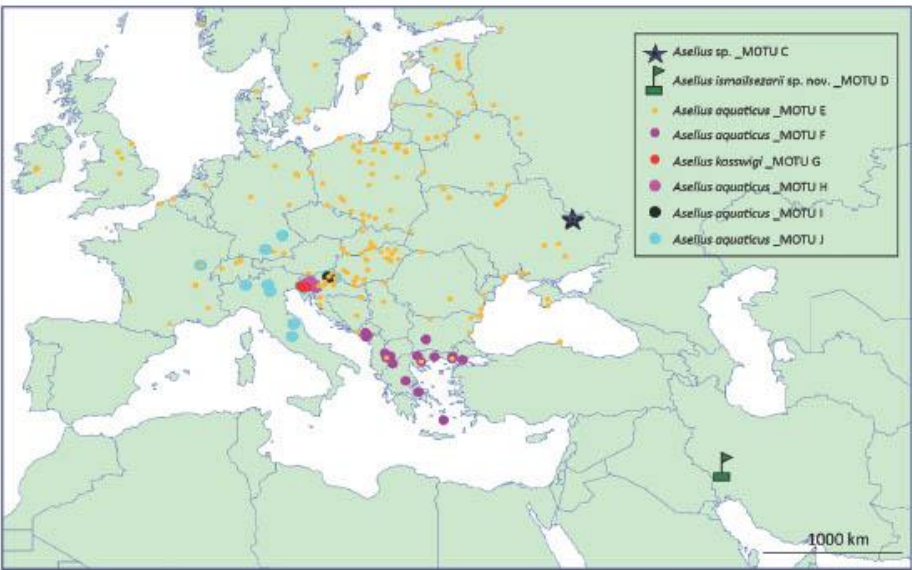 Asellus sp. _MOTU C
Asellus ismailsezarii sp. nov. _MOTU D
Asellus aquaticus _MOTU E
Asellus aquaticus _MOTU F
Asellus kosswigi _MOTU G
Asellus aquaticus _MOTU H
Asellus aquaticus _MOTU I
Asellus aquaticus _MOTU J
1000 km